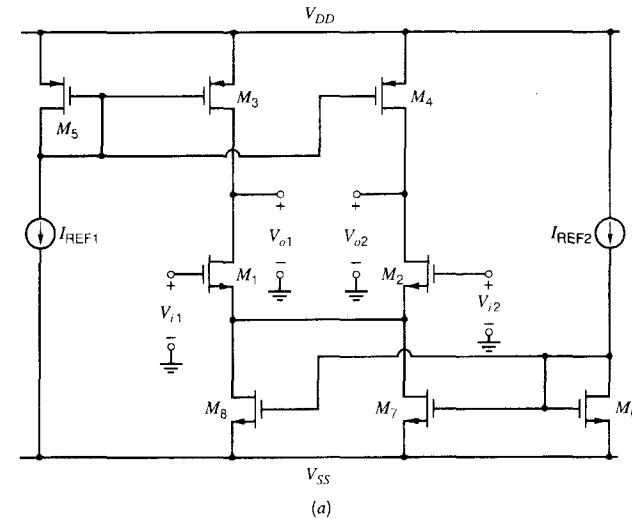 V_DD
M_5
M_3
M_4
I_REF1
I_REF2
+
V_o1
−
+
V_o2
−
+
V_i1
−
M_1
M_2
+
V_i2
−
M_8
M_7
V_SS
(a)